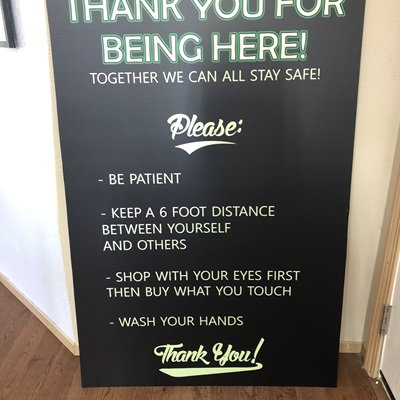 THANK YOU FOR
BEING HERE!
TOGETHER WE CAN ALL STAY SAFE!
Please:
- BE PATIENT
- KEEP A 6 FOOT DISTANCE
BETWEEN YOURSELF
AND OTHERS
- SHOP WITH YOUR EYES FIRST
THEN BUY WHAT YOU TOUCH
- WASH YOUR HANDS
Thank You!